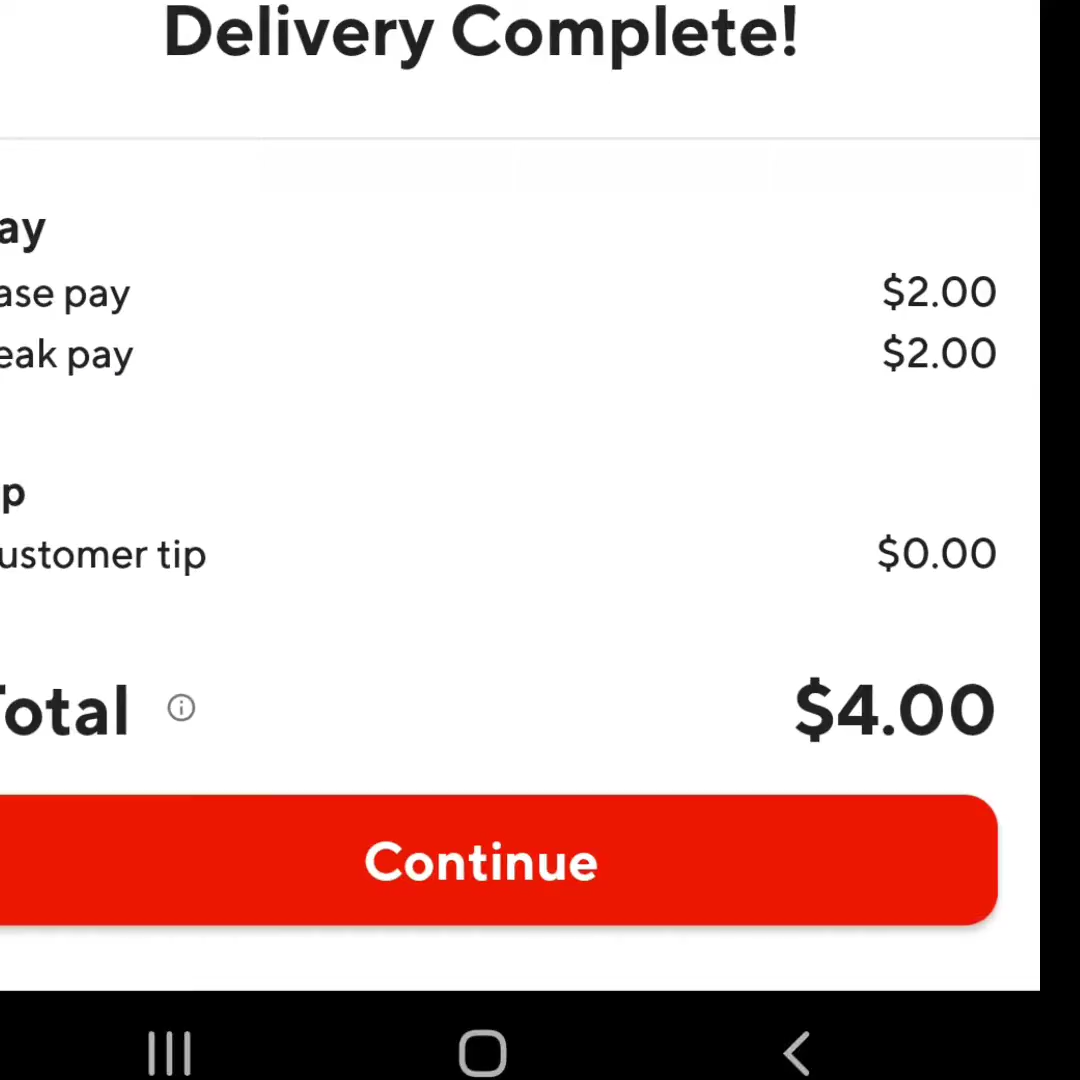 Delivery Complete!
ay
ase pay $2.00
eak pay $2.00
p
ustomer tip $0.00
Total $4.00
Continue